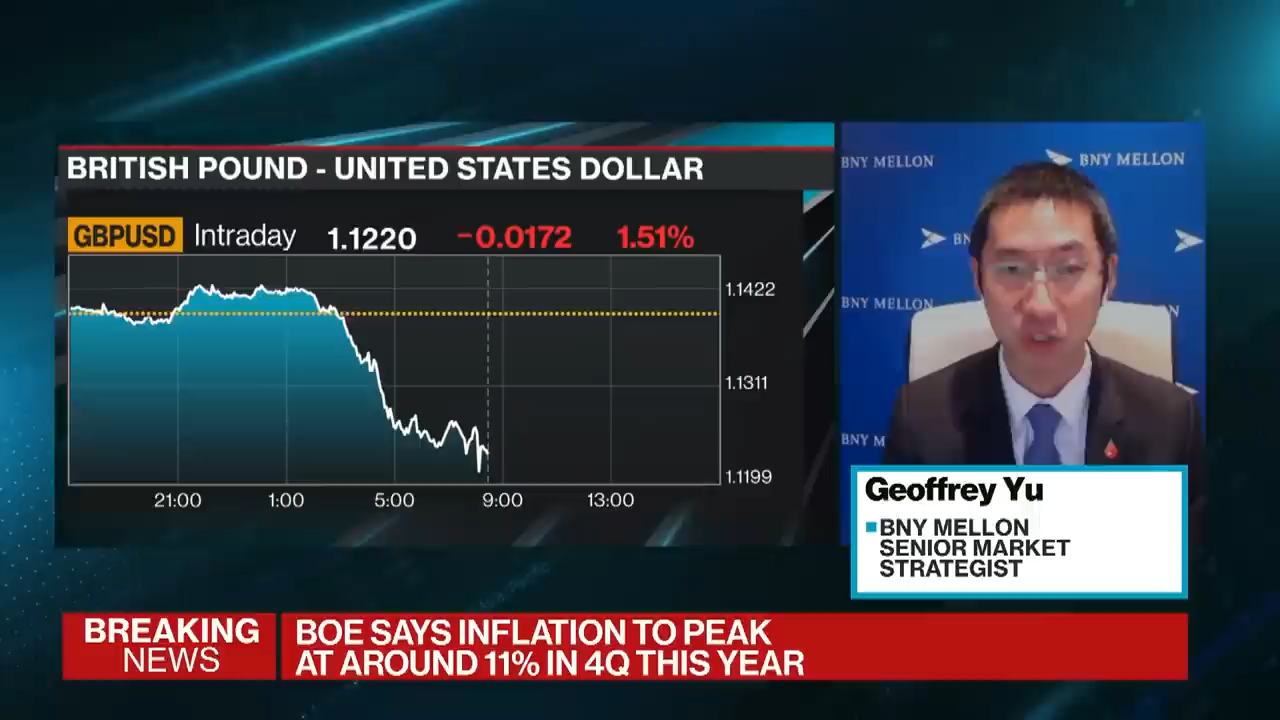 BRITISH POUND - UNITED STATES DOLLAR
GBPUSD Intraday 1.1220 -0.0172 1.51%
1.1422
1.1311
1.1199
21:00 1:00 5:00 9:00 13:00
BNY MELLON
BNY MELLON
BN
BNY MELLON
N
BNY M
Geoffrey Yu
BNY MELLON
SENIOR MARKET
STRATEGIST
BREAKING
NEWS
BOE SAYS INFLATION TO PEAK
AT AROUND 11% IN 4Q THIS YEAR